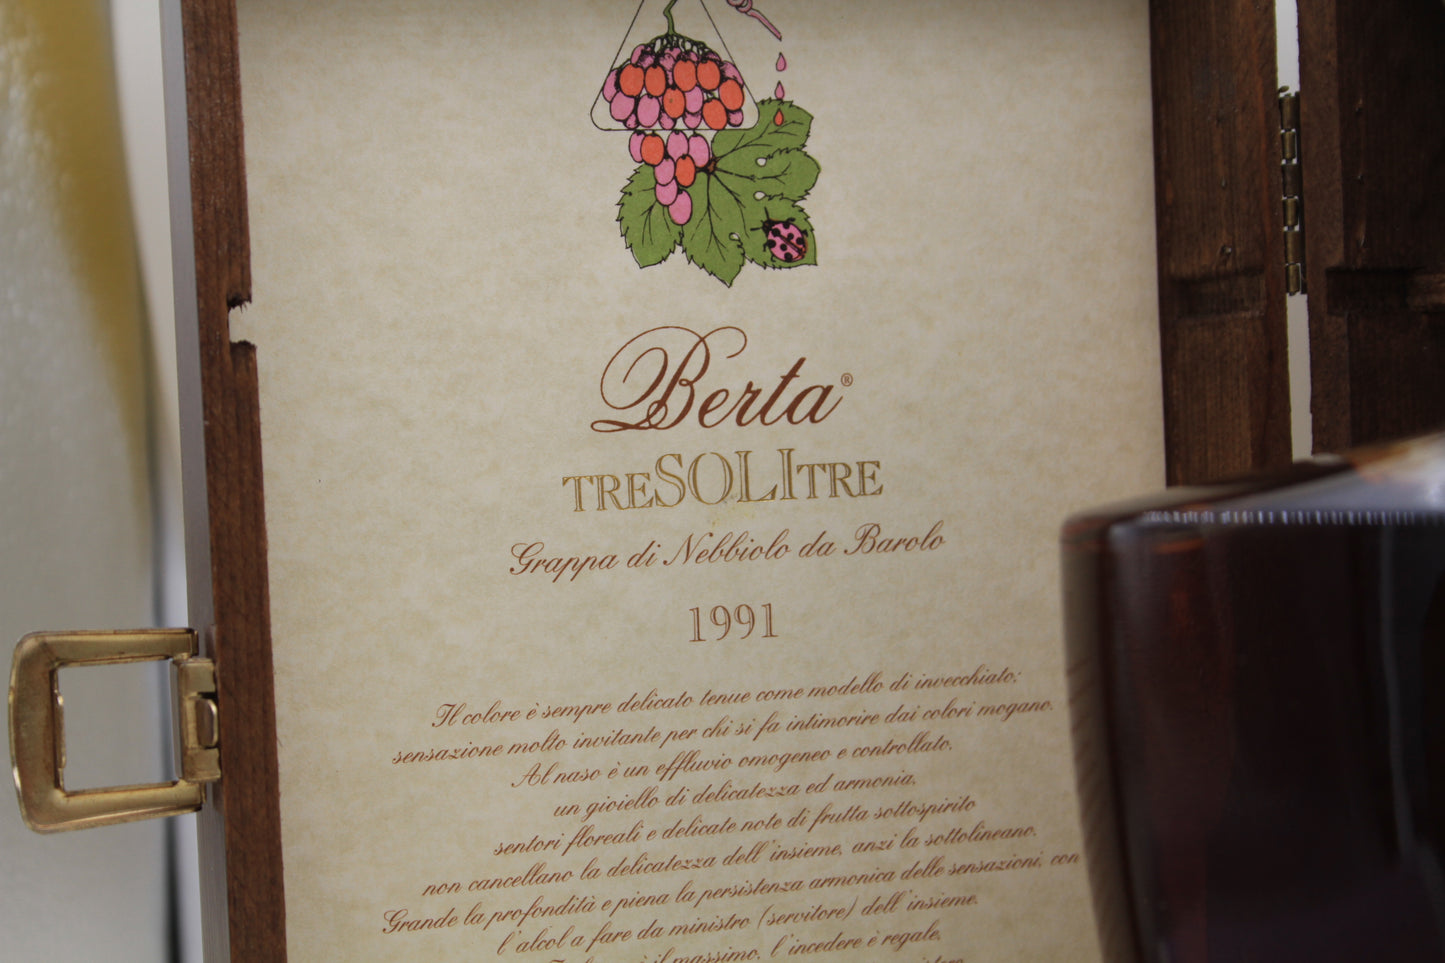 Berta®
TRESOLITRE
Grappa di Nebbiolo da Barolo
1991
Il colore è sempre delicato tenue come modello di invecchiato;
sensazione molto invitante per chi si fa intimorire dai colori mogano.
Al naso è un effluvio omogeneo e controllato,
un gioiello di delicatezza ed armonia,
sentori floreali e delicate note di frutta sottospirito
non cancellano la delicatezza dell'insieme, anzi la sottolineano.
Grande la profondità e piena la persistenza armonica delle sensazioni, con
l'alcol a fare da ministro (servitore) dell'insieme.
è il massimo, l'incedere è regale,